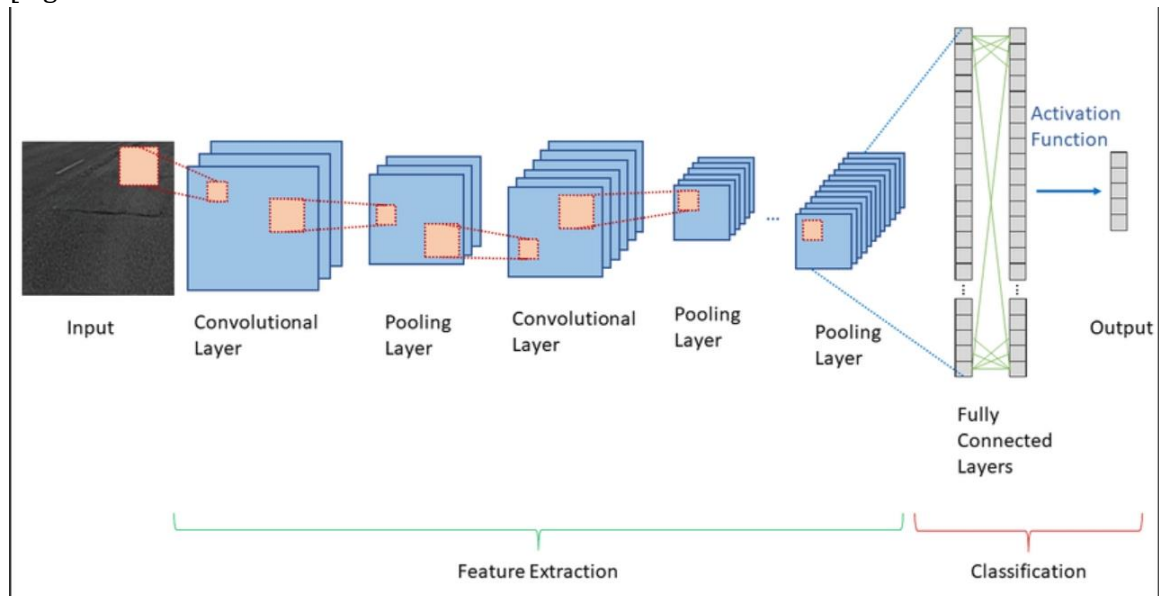 Activation
Function
Input
Convolutional
Layer
Pooling
Layer
Convolutional
Layer
Pooling
Layer
...
Pooling
Layer
Output
Fully
Connected
Layers
Feature Extraction
Classification